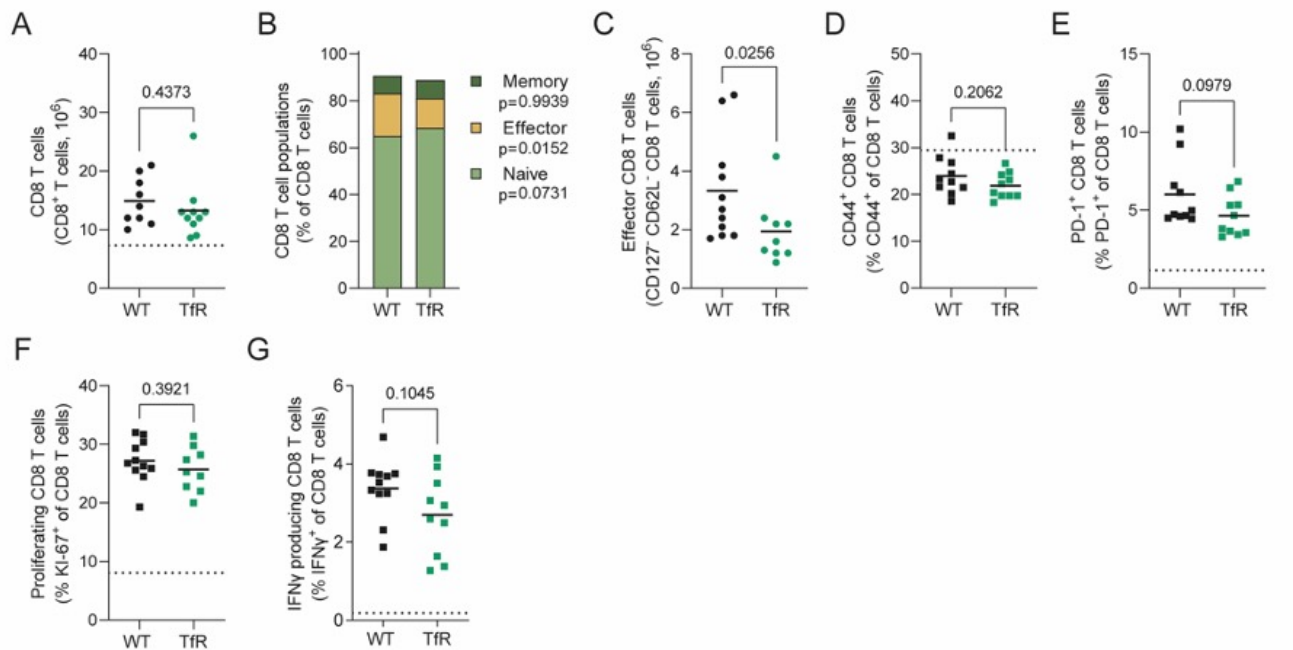 A
CD8 T cells
(CD8⁺ T cells, 10⁶)
40
30
20
10
0
0.4373
WT
TfR
B
CD8 T cell populations
(% of CD8 T cells)
100
80
60
40
20
0
WT
TfR
Memory
p=0.9939
Effector
p=0.0152
Naive
p=0.0731
C
Effector CD8 T cells
(CD127⁻ CD62L⁻ CD8 T cells, 10⁶)
8
6
4
2
0
0.0256
WT
TfR
D
CD44⁺ CD8 T cells
(% CD44⁺ of CD8 T cells)
50
40
30
20
10
0
0.2062
WT
TfR
E
PD-1⁺ CD8 T cells
(% PD-1⁺ of CD8 T cells)
15
10
5
0
0.0979
WT
TfR
F
Proliferating CD8 T cells
(% KI-67⁺ of CD8 T cells)
40
30
20
10
0
0.3921
WT
TfR
G
IFNγ producing CD8 T cells
(% IFNγ⁺ of CD8 T cells)
6
4
2
0
0.1045
WT
TfR